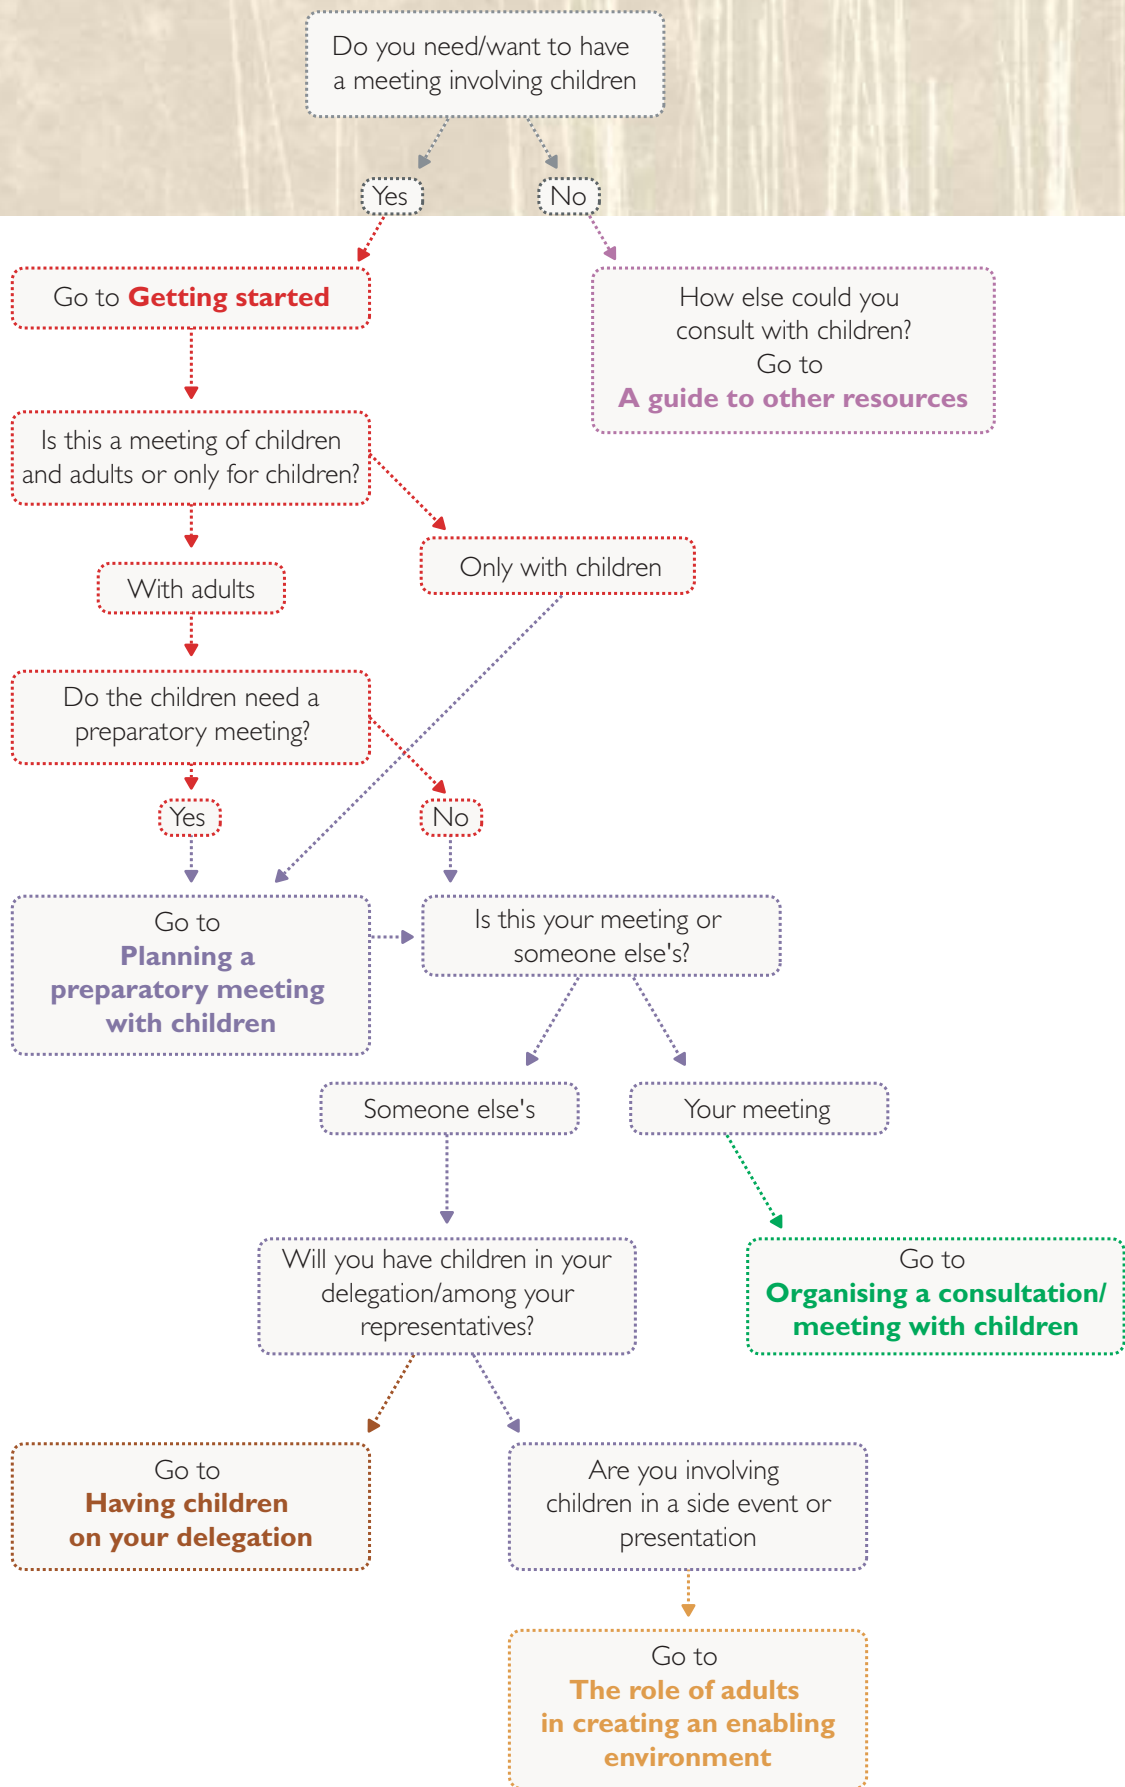 Do you need/want to have
a meeting involving children
Yes
No
Go to Getting started
How else could you
consult with children?
Go to
A guide to other resources
Is this a meeting of children
and adults or only for children?
With adults
Only with children
Do the children need a
preparatory meeting?
Yes
No
Go to
Planning a
preparatory meeting
with children
Is this your meeting or
someone else's?
Someone else's
Your meeting
Will you have children in your
delegation/among your
representatives?
Go to
Organising a consultation/
meeting with children
Go to
Having children
on your delegation
Are you involving
children in a side event or
presentation
Go to
The role of adults
in creating an enabling
environment